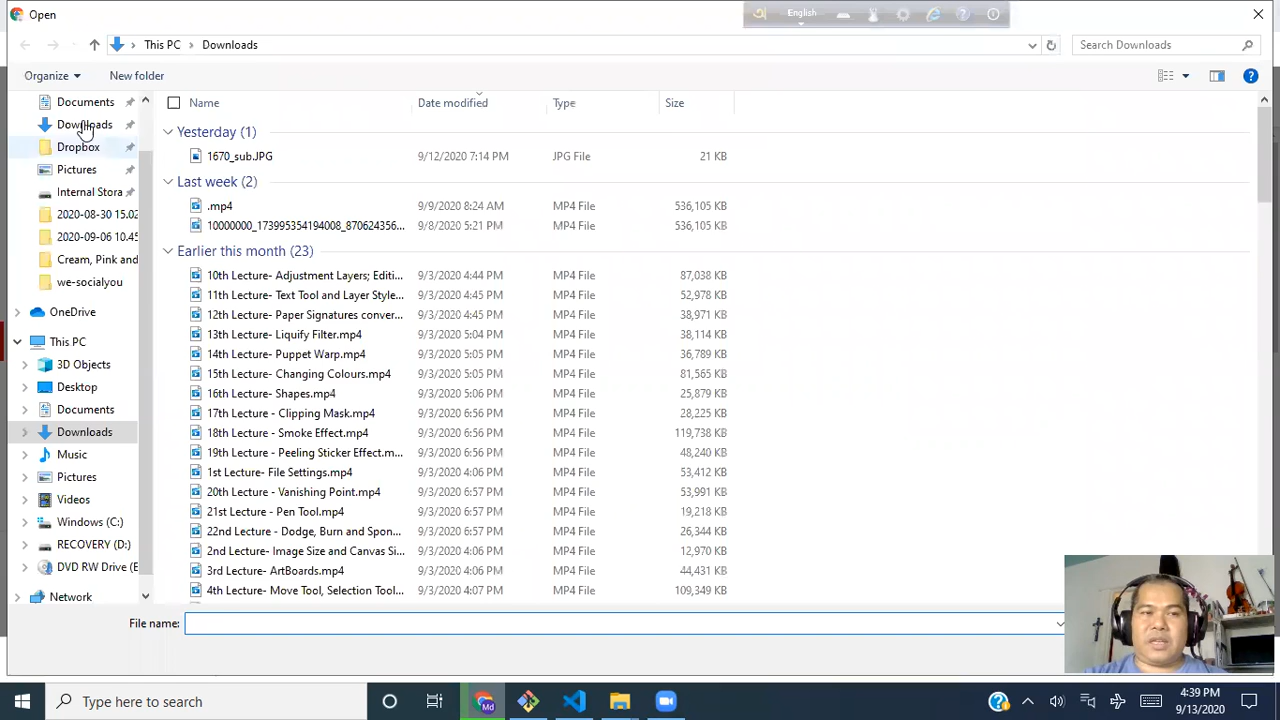 Open
English
This PC > Downloads
Search Downloads
Organize
New folder
Documents
Downloads
Dropbox
Pictures
Internal Stora
2020-08-30 15.02
2020-09-06 10.45
Cream, Pink and
we-socialyou
OneDrive
This PC
3D Objects
Desktop
Documents
Downloads
Music
Pictures
Videos
Windows (C:)
RECOVERY (D:)
DVD RW Drive (E
Network
Name Date modified Type Size
Yesterday (1)
1670_sub.JPG 9/12/2020 7:14 PM JPG File 21 KB
Last week (2)
.mp4 9/9/2020 8:24 AM MP4 File 536,105 KB
10000000_173995354194008_870624356... 9/8/2020 5:21 PM MP4 File 536,105 KB
Earlier this month (23)
10th Lecture- Adjustment Layers; Editi... 9/3/2020 4:44 PM MP4 File 87,038 KB
11th Lecture- Text Tool and Layer Style... 9/3/2020 4:45 PM MP4 File 52,978 KB
12th Lecture- Paper Signatures conver... 9/3/2020 4:45 PM MP4 File 38,971 KB
13th Lecture- Liquify Filter.mp4 9/3/2020 5:04 PM MP4 File 38,114 KB
14th Lecture- Puppet Warp.mp4 9/3/2020 5:05 PM MP4 File 36,789 KB
15th Lecture- Changing Colours.mp4 9/3/2020 5:05 PM MP4 File 81,565 KB
16th Lecture- Shapes.mp4 9/3/2020 5:06 PM MP4 File 25,879 KB
17th Lecture - Clipping Mask.mp4 9/3/2020 6:56 PM MP4 File 28,225 KB
18th Lecture - Smoke Effect.mp4 9/3/2020 6:56 PM MP4 File 119,738 KB
19th Lecture - Peeling Sticker Effect.m... 9/3/2020 6:56 PM MP4 File 48,240 KB
1st Lecture- File Settings.mp4 9/3/2020 4:06 PM MP4 File 53,412 KB
20th Lecture - Vanishing Point.mp4 9/3/2020 6:57 PM MP4 File 53,991 KB
21st Lecture - Pen Tool.mp4 9/3/2020 6:57 PM MP4 File 19,218 KB
22nd Lecture - Dodge, Burn and Spon... 9/3/2020 6:57 PM MP4 File 26,344 KB
2nd Lecture- Image Size and Canvas Si... 9/3/2020 4:06 PM MP4 File 12,970 KB
3rd Lecture- ArtBoards.mp4 9/3/2020 4:06 PM MP4 File 44,431 KB
4th Lecture- Move Tool, Selection Tool... 9/3/2020 4:07 PM MP4 File 109,349 KB
File name:
Type here to search
Md
4:39 PM
9/13/2020